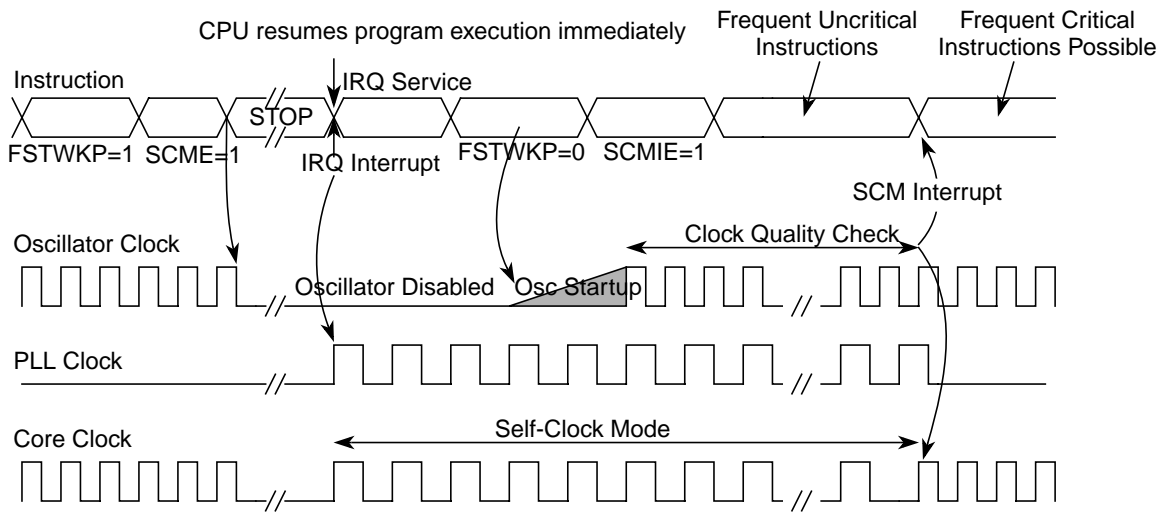 CPU resumes program execution immediately
Frequent Uncritical
Instructions
Frequent Critical
Instructions Possible
Instruction
IRQ Service
STOP
FSTWKP=1
SCME=1
IRQ Interrupt
FSTWKP=0
SCMIE=1
SCM Interrupt
Oscillator Clock
Clock Quality Check
Oscillator Disabled
Osc Startup
PLL Clock
Core Clock
Self-Clock Mode